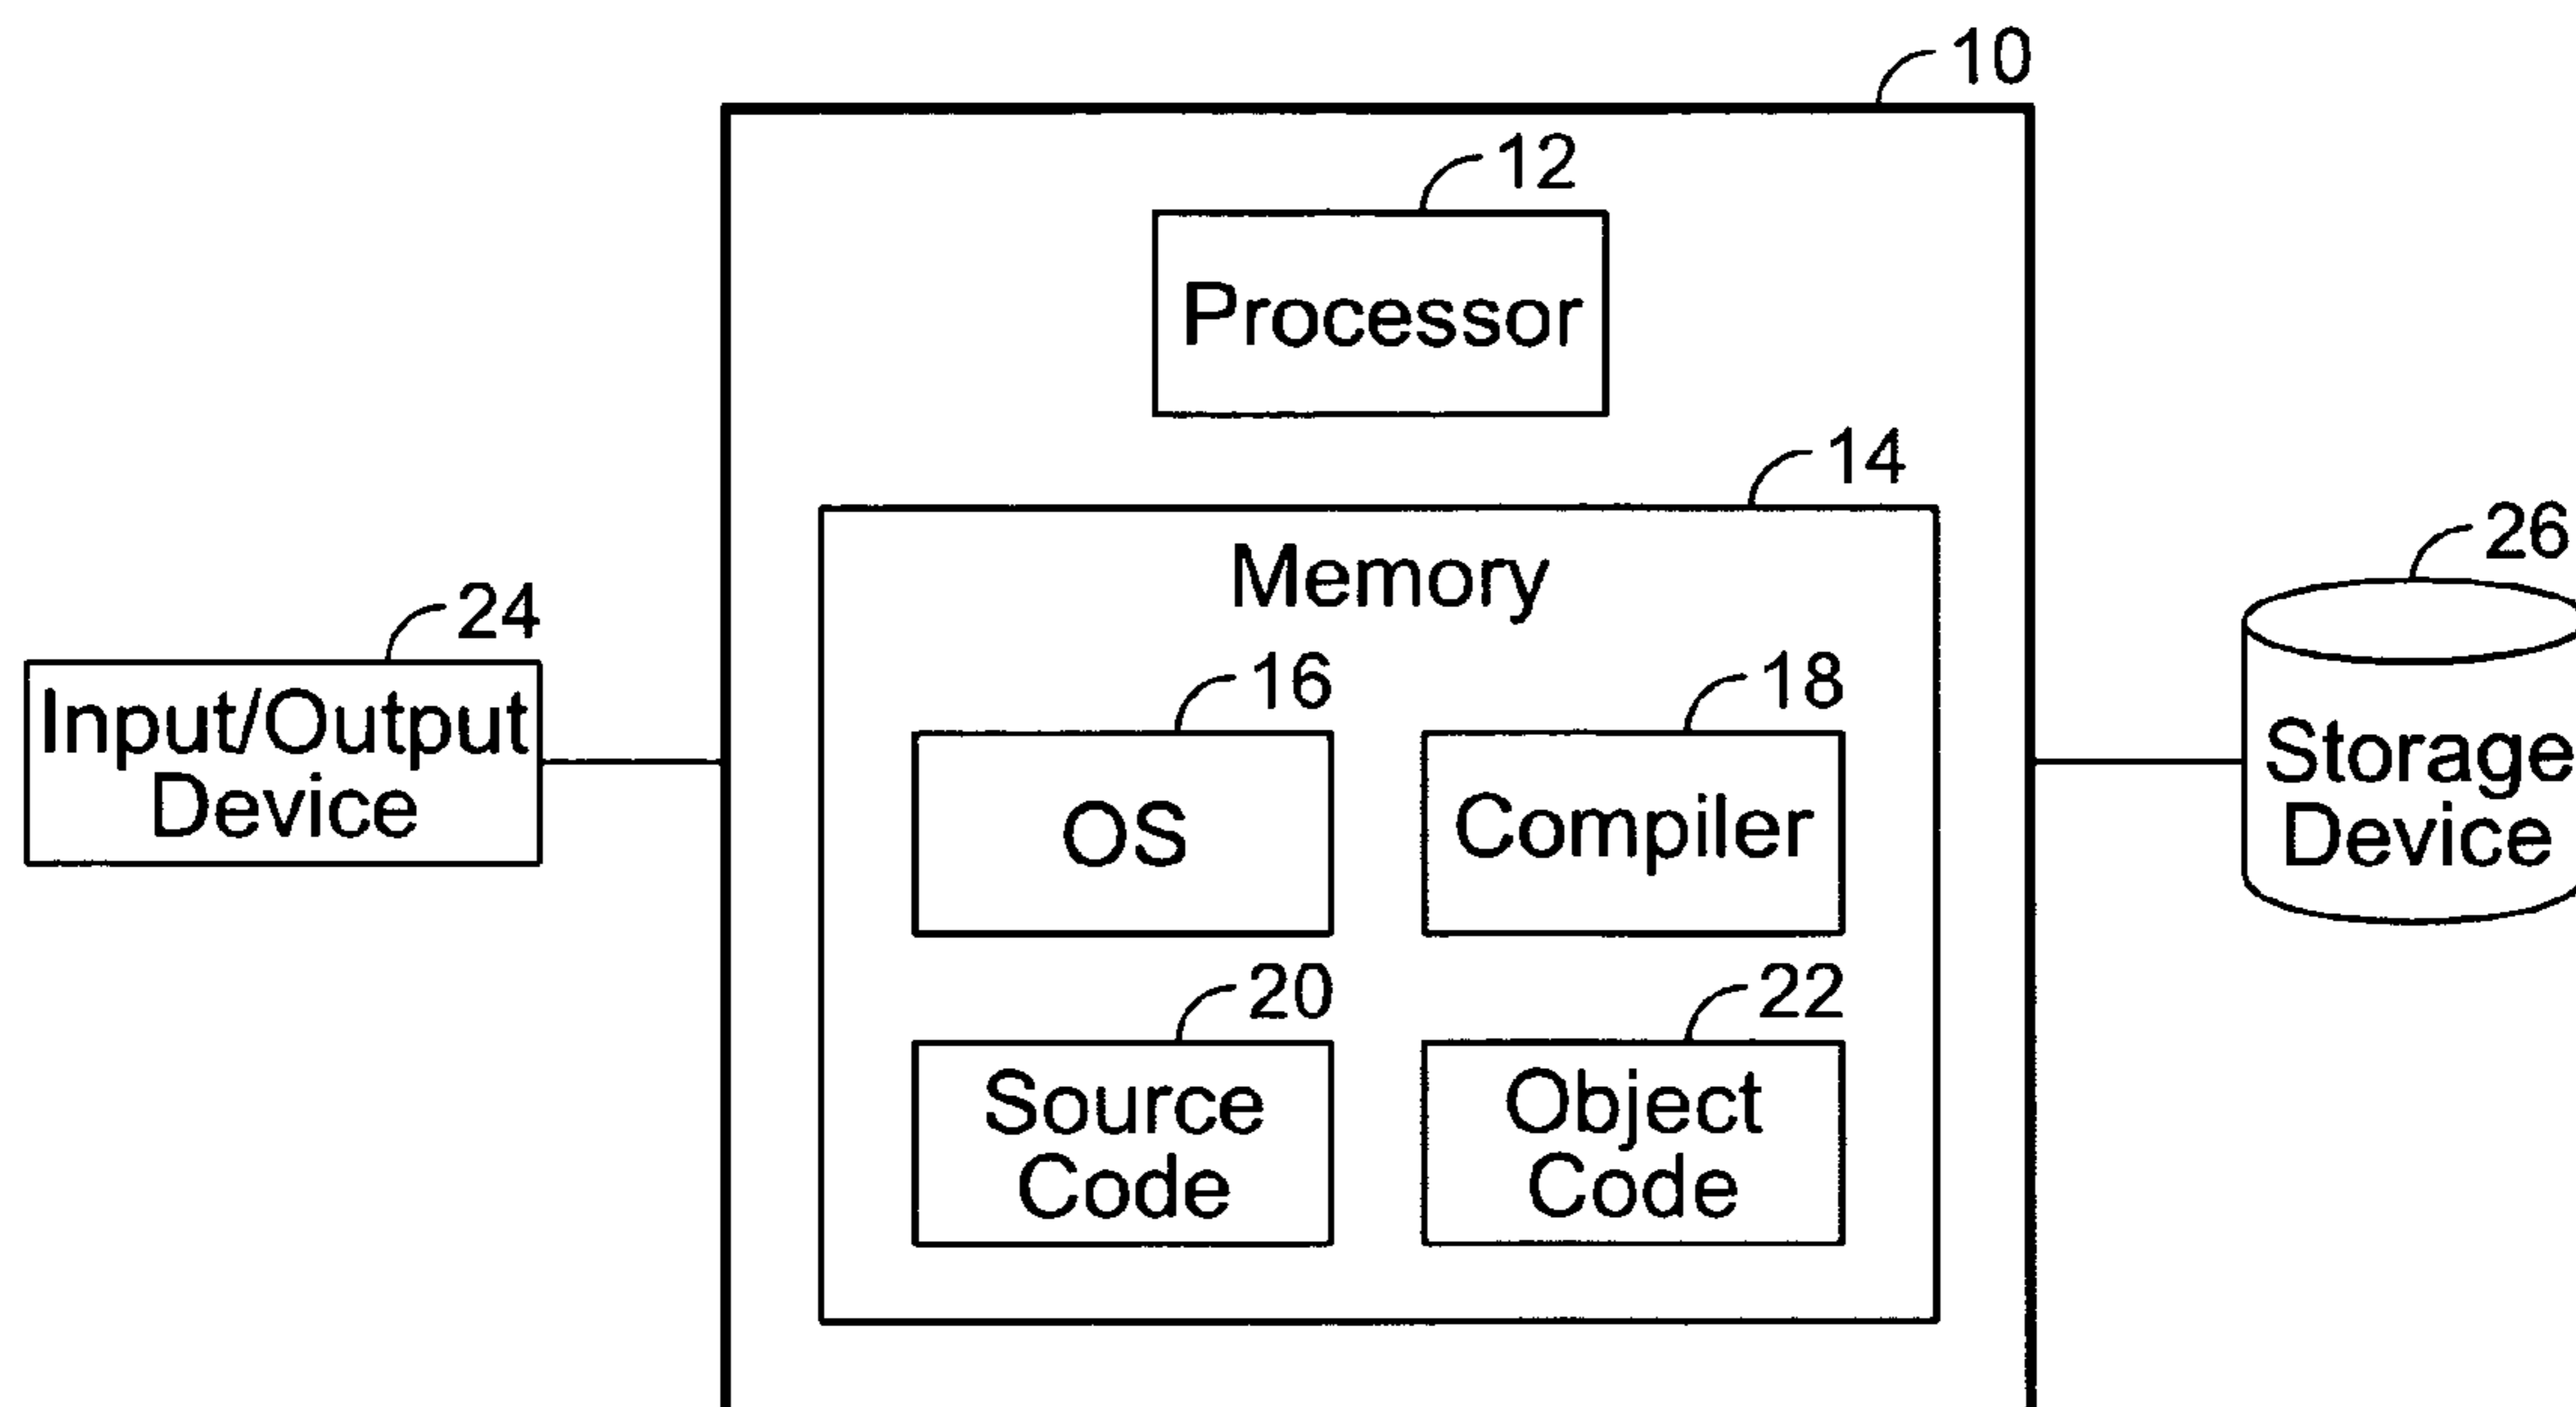 10
12
Processor
14
Memory
24
Input/Output
Device
16
OS
18
Compiler
20
Source
Code
22
Object
Code
26
Storage
Device